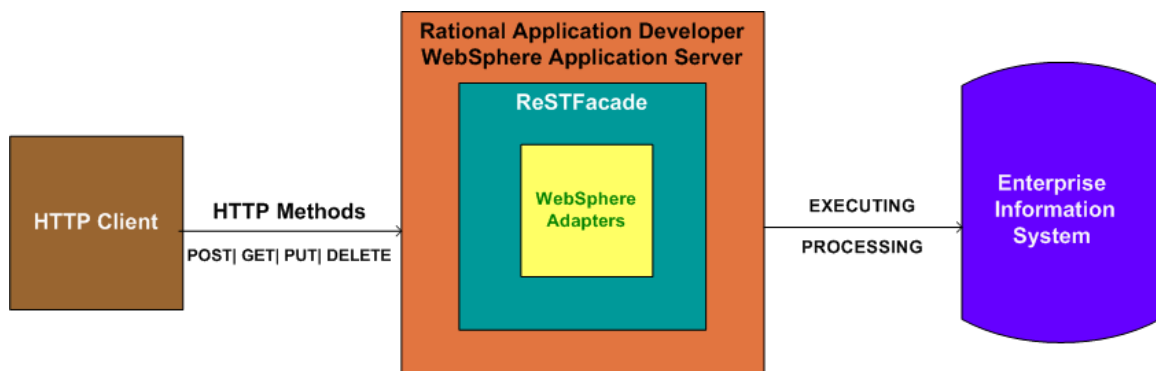 Rational Application Developer
WebSphere Application Server
ReSTFacade
WebSphere
Adapters
HTTP Client
HTTP Methods
POST| GET| PUT| DELETE
EXECUTING
PROCESSING
Enterprise
Information
System